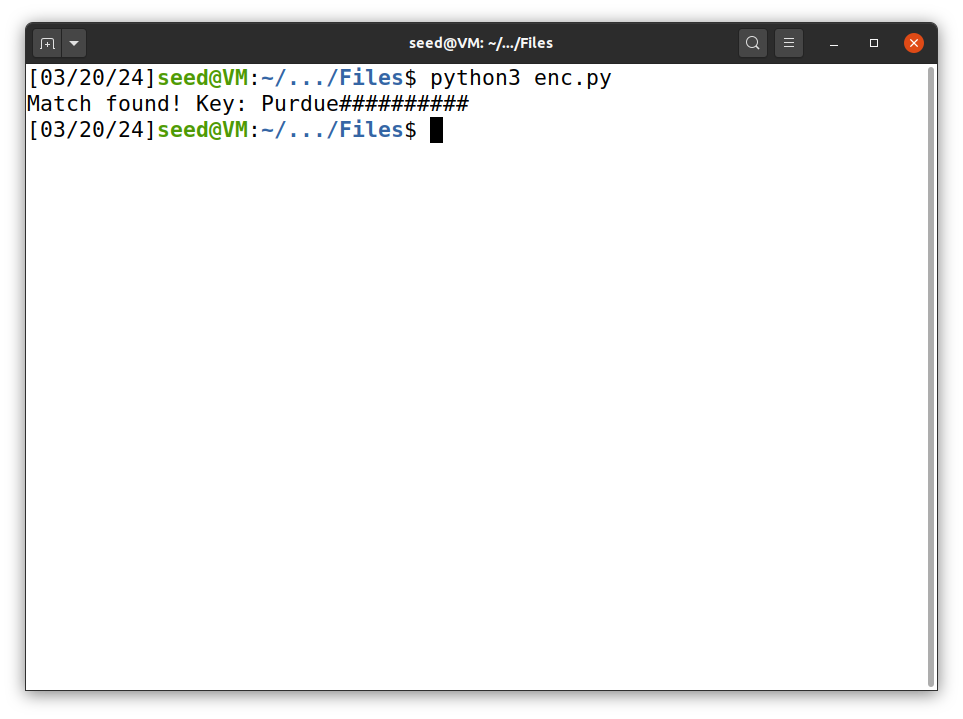 seed@VM: ~/.../Files
[03/20/24]seed@VM:~/.../Files$ python3 enc.py
Match found! Key: Purdue##########
[03/20/24]seed@VM:~/.../Files$